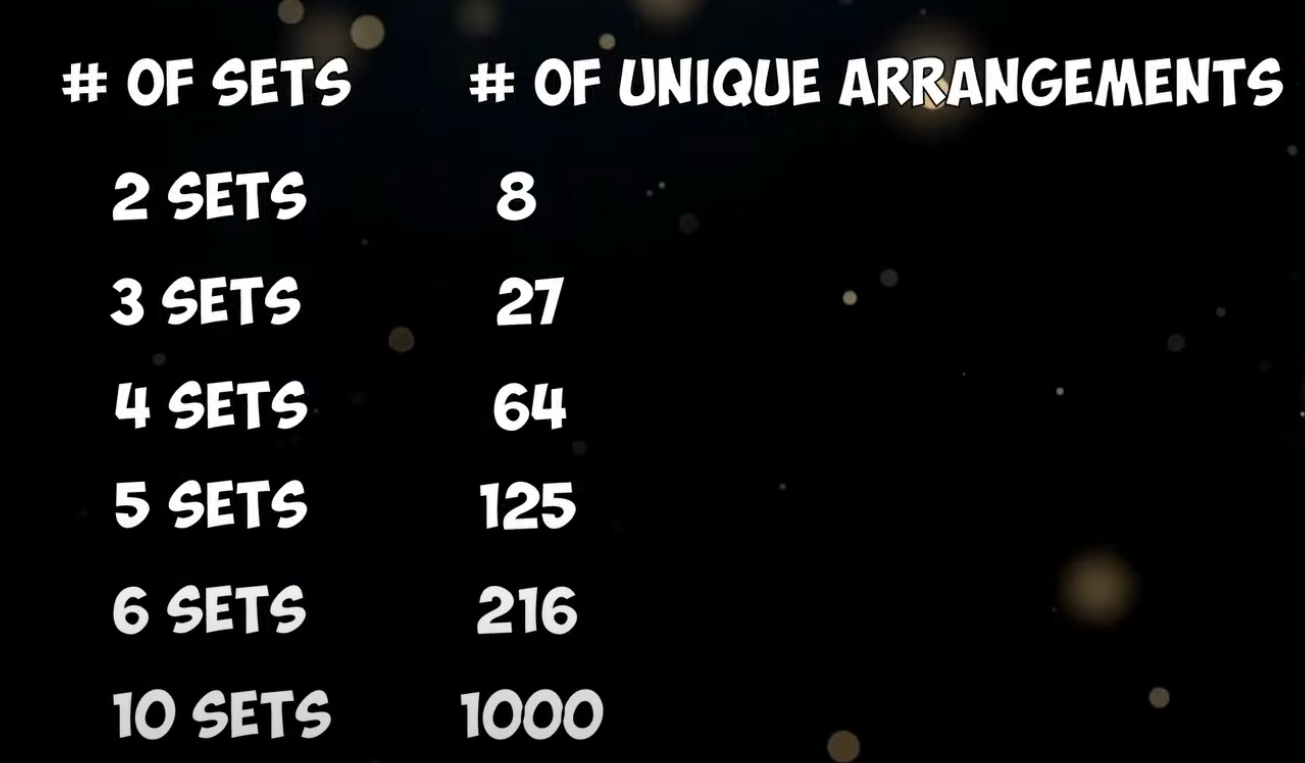 # OF SETS # OF UNIQUE ARRANGEMENTS
2 SETS 8
3 SETS 27
4 SETS 64
5 SETS 125
6 SETS 216
10 SETS 1000